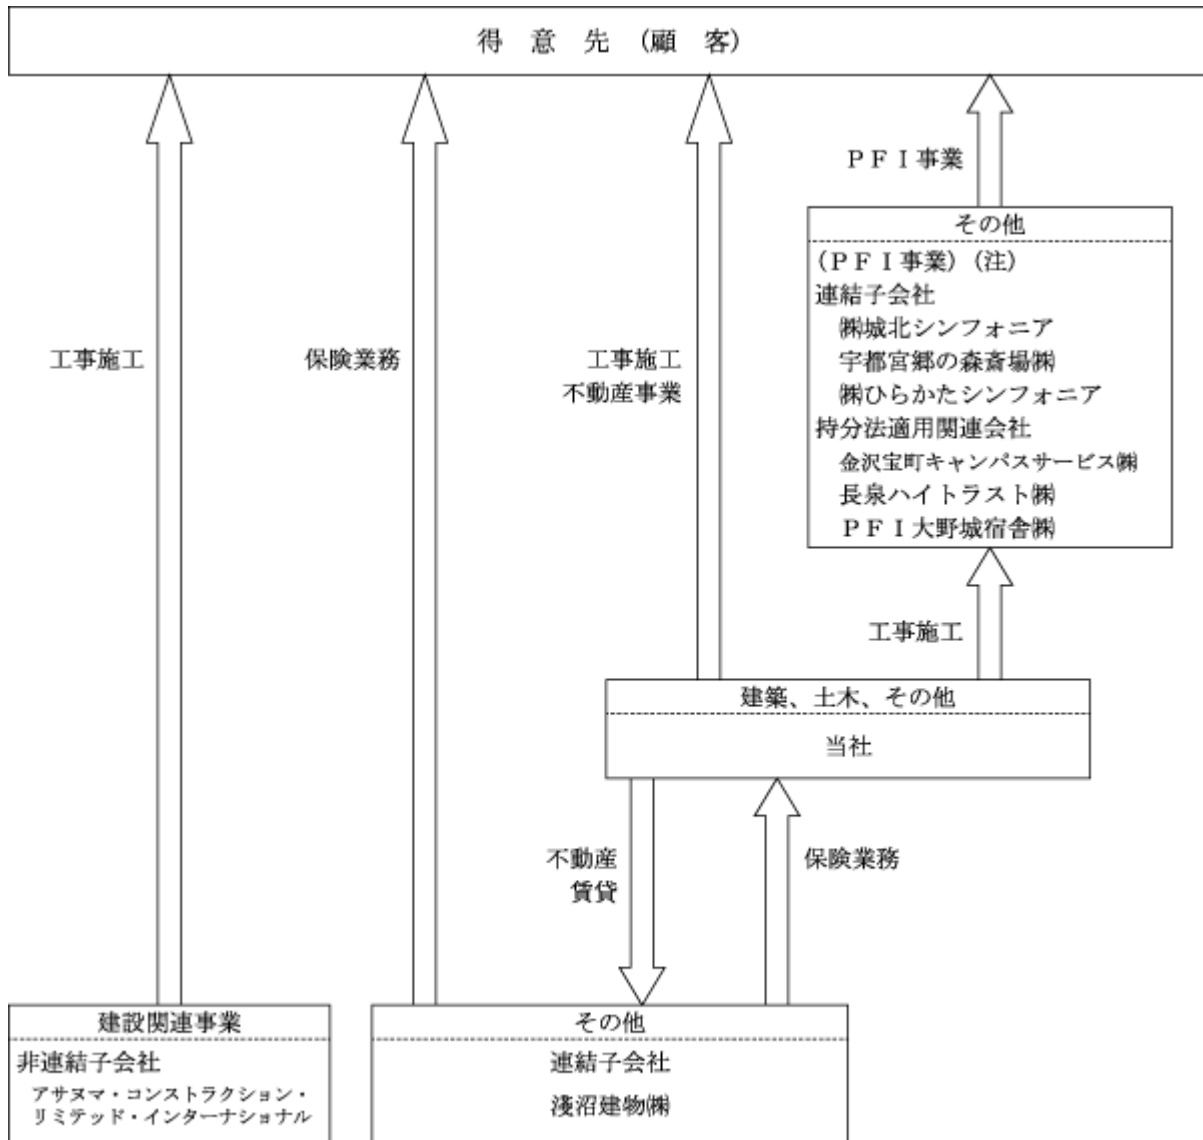 得　意　先　(顧　客)
ＰＦＩ事業
その他
(ＰＦＩ事業)（注）
連結子会社
㈱城北シンフォニア
宇都宮郷の森斎場㈱
㈱ひらかたシンフォニア
持分法適用関連会社
金沢宝町キャンパスサービス㈱
長泉ハイトラスト㈱
ＰＦＩ大野城宿舎㈱
工事施工
保険業務
工事施工
不動産事業
工事施工
建築、土木、その他
当社
不動産
賃貸
保険業務
建設関連事業
非連結子会社
アサヌマ・コンストラクション・
リミテッド・インターナショナル
その他
連結子会社
淺沼建物㈱